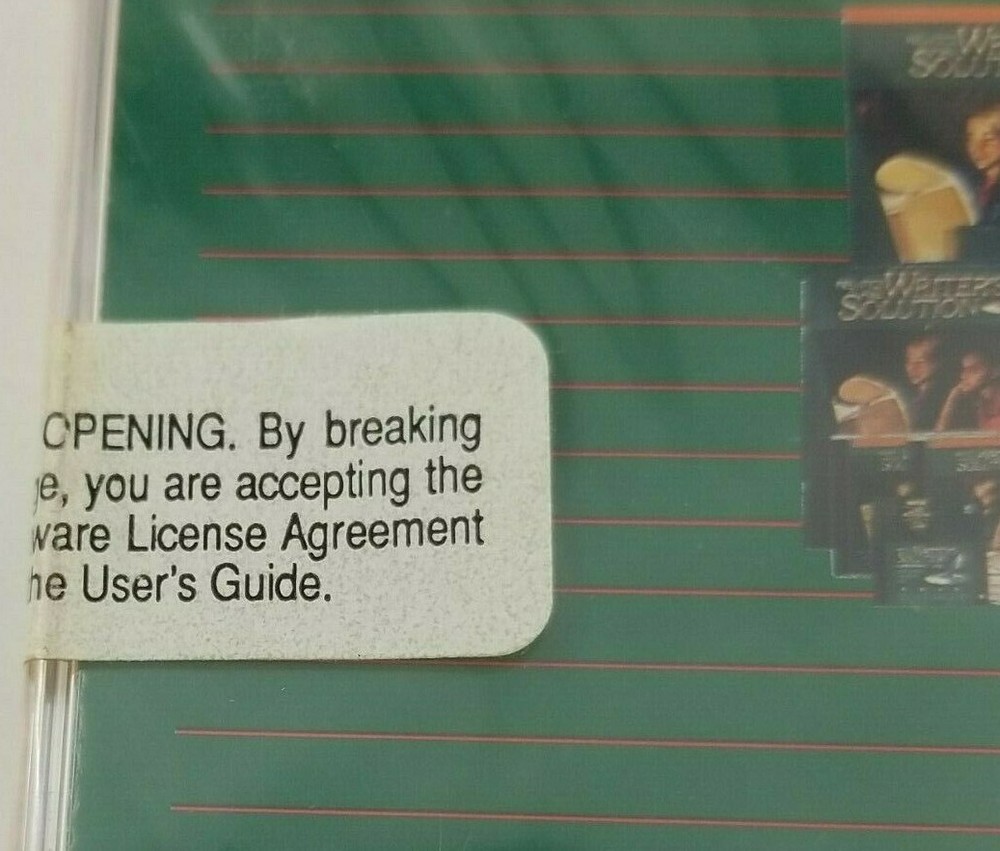 OPENING. By breaking
e, you are accepting the
ware License Agreement
he User's Guide.
WRITER'S
SOLUTION